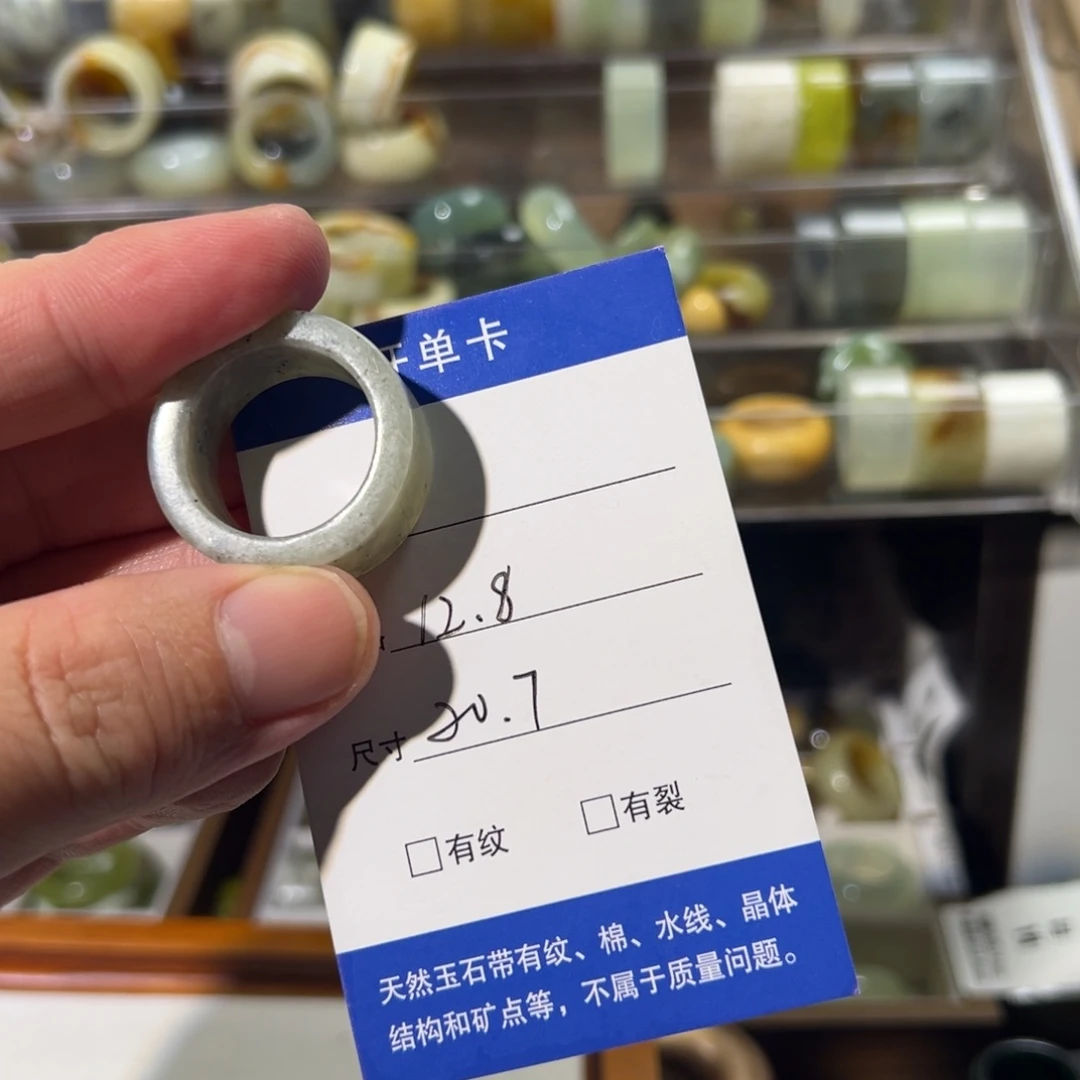 单卡
12.8
尺寸 20.7
□有纹 □有裂
天然玉石带有纹、棉、水线、晶体
结构和矿点等，不属于质量问题。